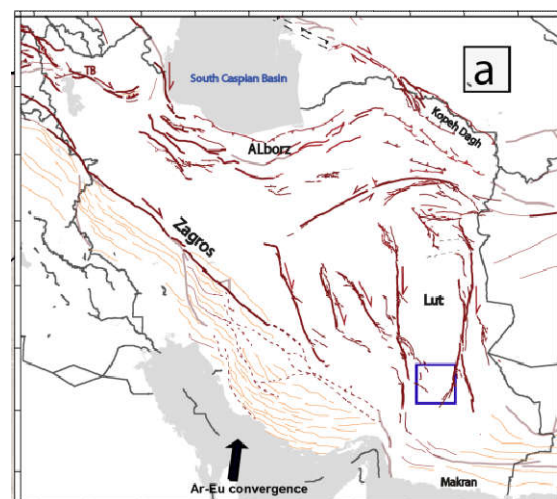 TB
South Caspian Basin
a
Kopeh Dagh
ALborz
Zagros
Lut
Makran
Ar-Eu convergence